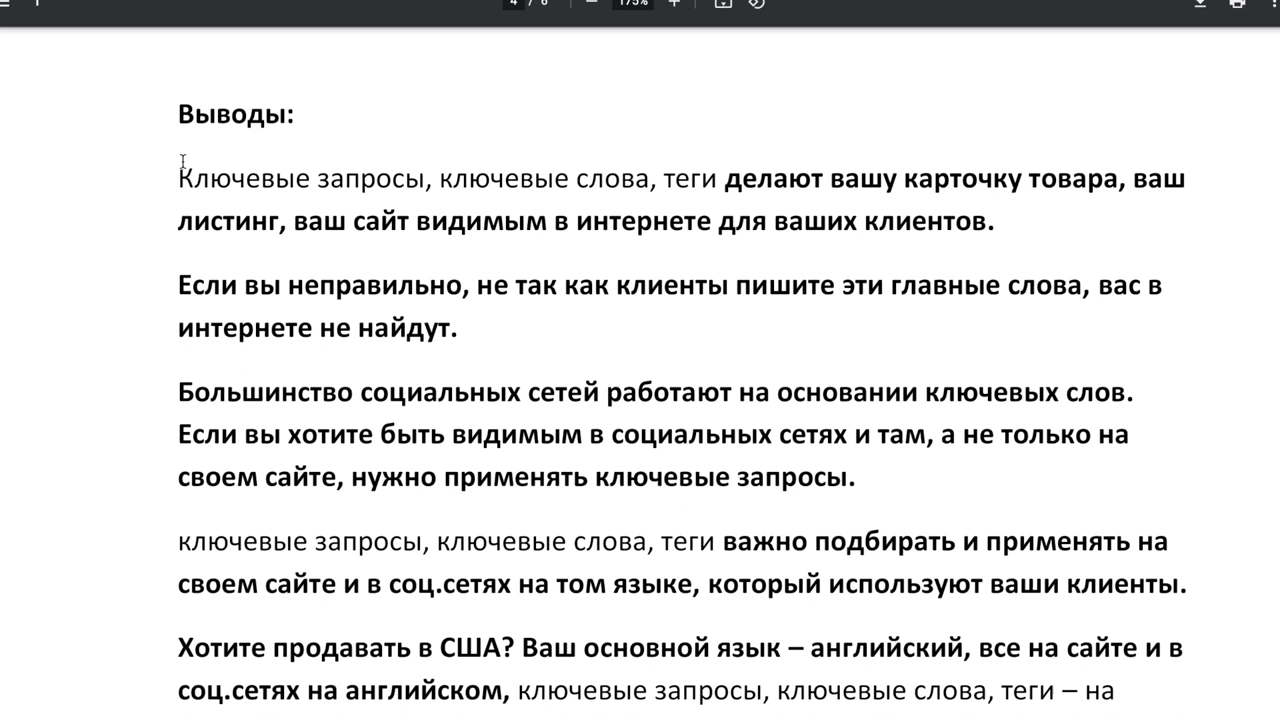 4 / 6
175%
Выводы:
Ключевые запросы, ключевые слова, теги делают вашу карточку товара, ваш
листинг, ваш сайт видимым в интернете для ваших клиентов.
Если вы неправильно, не так как клиенты пишите эти главные слова, вас в
интернете не найдут.
Большинство социальных сетей работают на основании ключевых слов.
Если вы хотите быть видимым в социальных сетях и там, а не только на
своем сайте, нужно применять ключевые запросы.
ключевые запросы, ключевые слова, теги важно подбирать и применять на
своем сайте и в соц.сетях на том языке, который используют ваши клиенты.
Хотите продавать в США? Ваш основной язык – английский, все на сайте и в
соц.сетях на английском, ключевые запросы, ключевые слова, теги – на